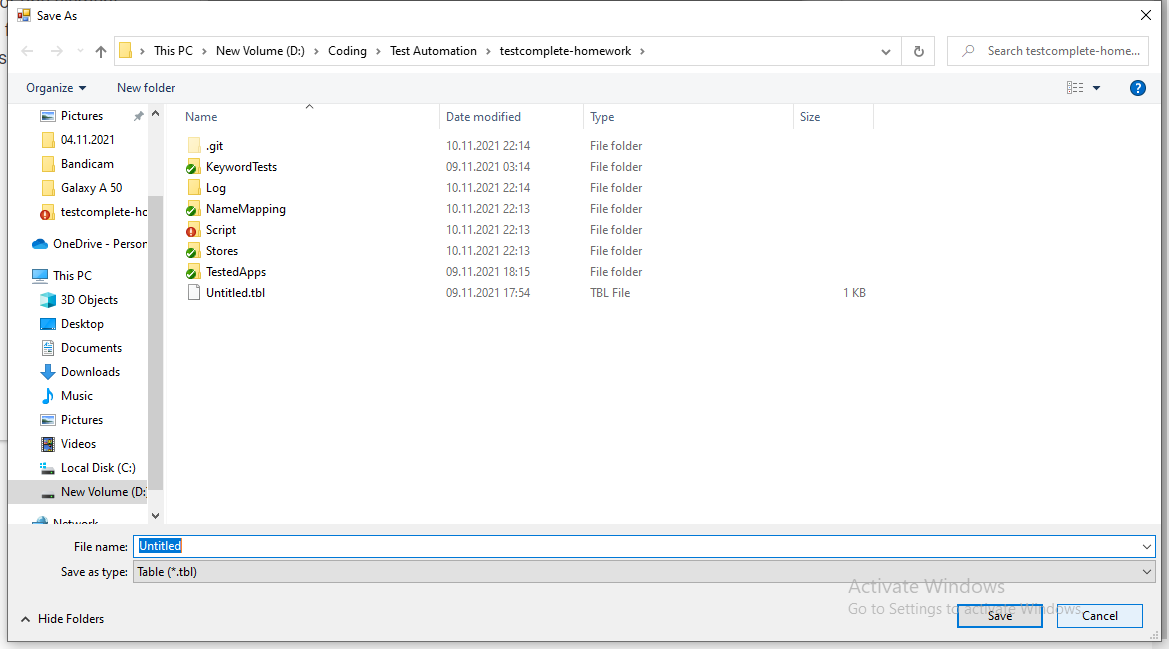 Save As
This PC > New Volume (D:) > Coding > Test Automation > testcomplete-homework >
Search testcomplete-home...
Organize
New folder
Pictures
04.11.2021
Bandicam
Galaxy A 50
testcomplete-hc
OneDrive - Person
This PC
3D Objects
Desktop
Documents
Downloads
Music
Pictures
Videos
Local Disk (C:)
New Volume (D:
Network
Name Date modified Type Size
.git 10.11.2021 22:14 File folder
KeywordTests 09.11.2021 03:14 File folder
Log 10.11.2021 22:14 File folder
NameMapping 10.11.2021 22:13 File folder
Script 10.11.2021 22:13 File folder
Stores 10.11.2021 22:13 File folder
TestedApps 09.11.2021 18:15 File folder
Untitled.tbl 09.11.2021 17:54 TBL File 1 KB
File name: Untitled
Save as type: Table (*.tbl)
Activate Windows
Go to Settings to activate Windows.
Hide Folders
Save
Cancel